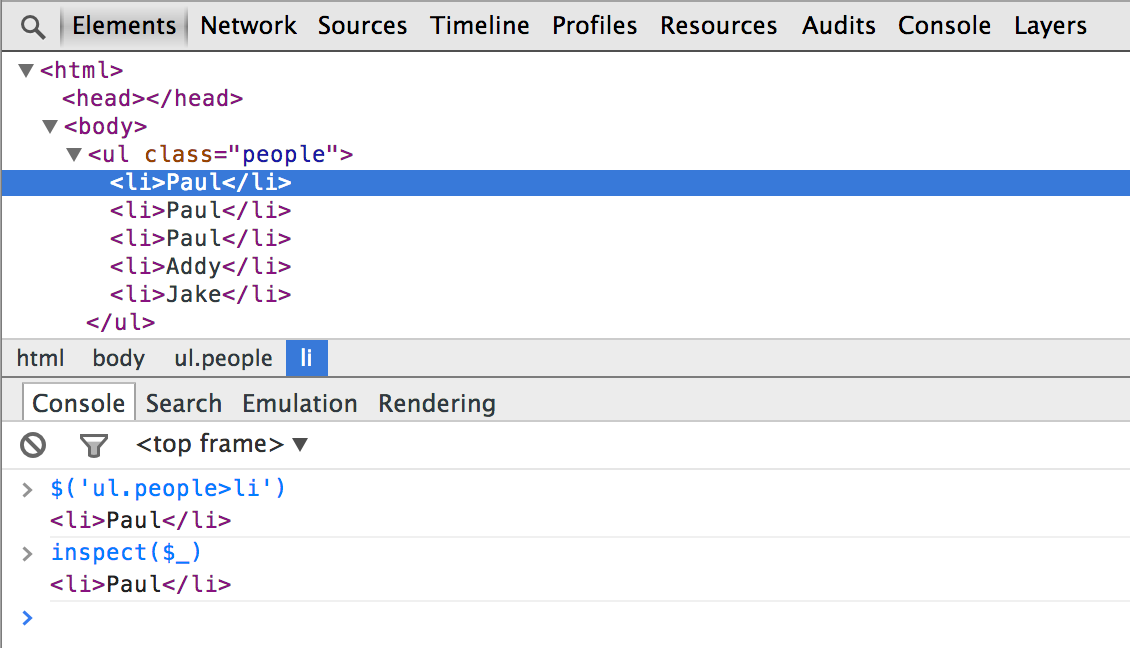 Elements Network Sources Timeline Profiles Resources Audits Console Layers
<html>
<head></head>
<body>
<ul class="people">
<li>Paul</li>
<li>Paul</li>
<li>Paul</li>
<li>Addy</li>
<li>Jake</li>
</ul>
html body ul.people li
Console Search Emulation Rendering
<top frame>
> $('ul.people>li')
<li>Paul</li>
> inspect($_)
<li>Paul</li>
>